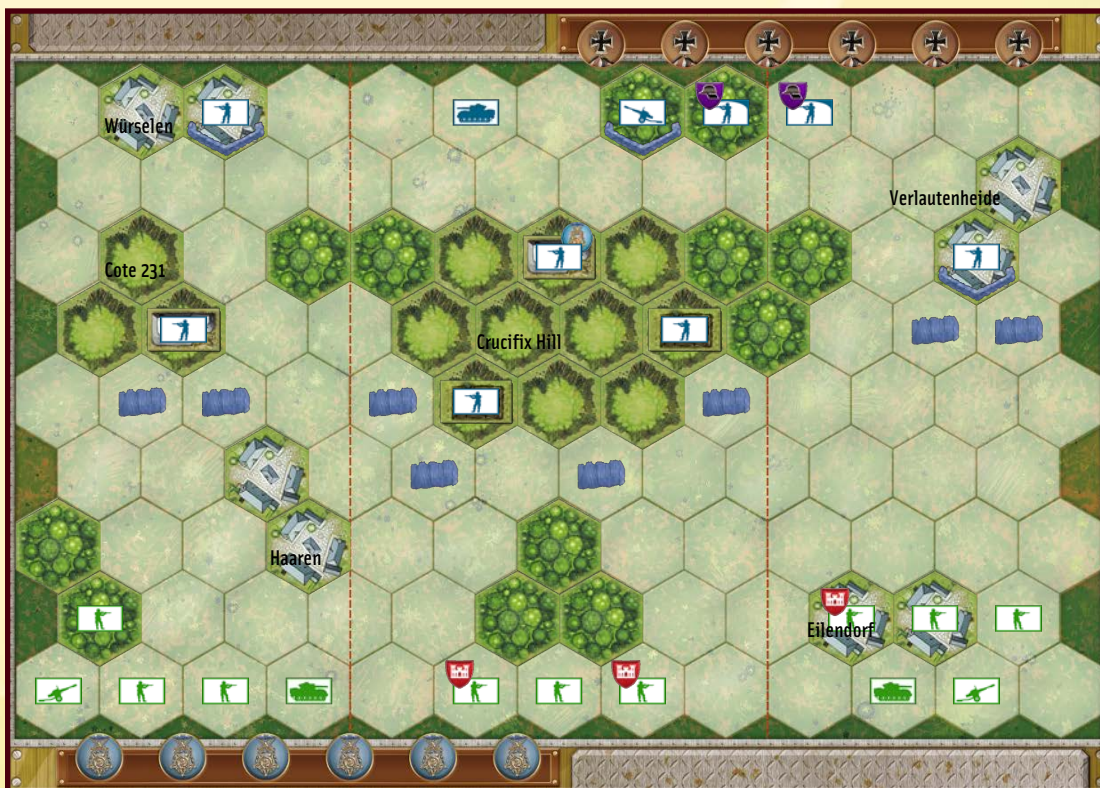 Würselen
Verlautenheide
Cote 231
Crucifix Hill
Haaren
Eilendorf